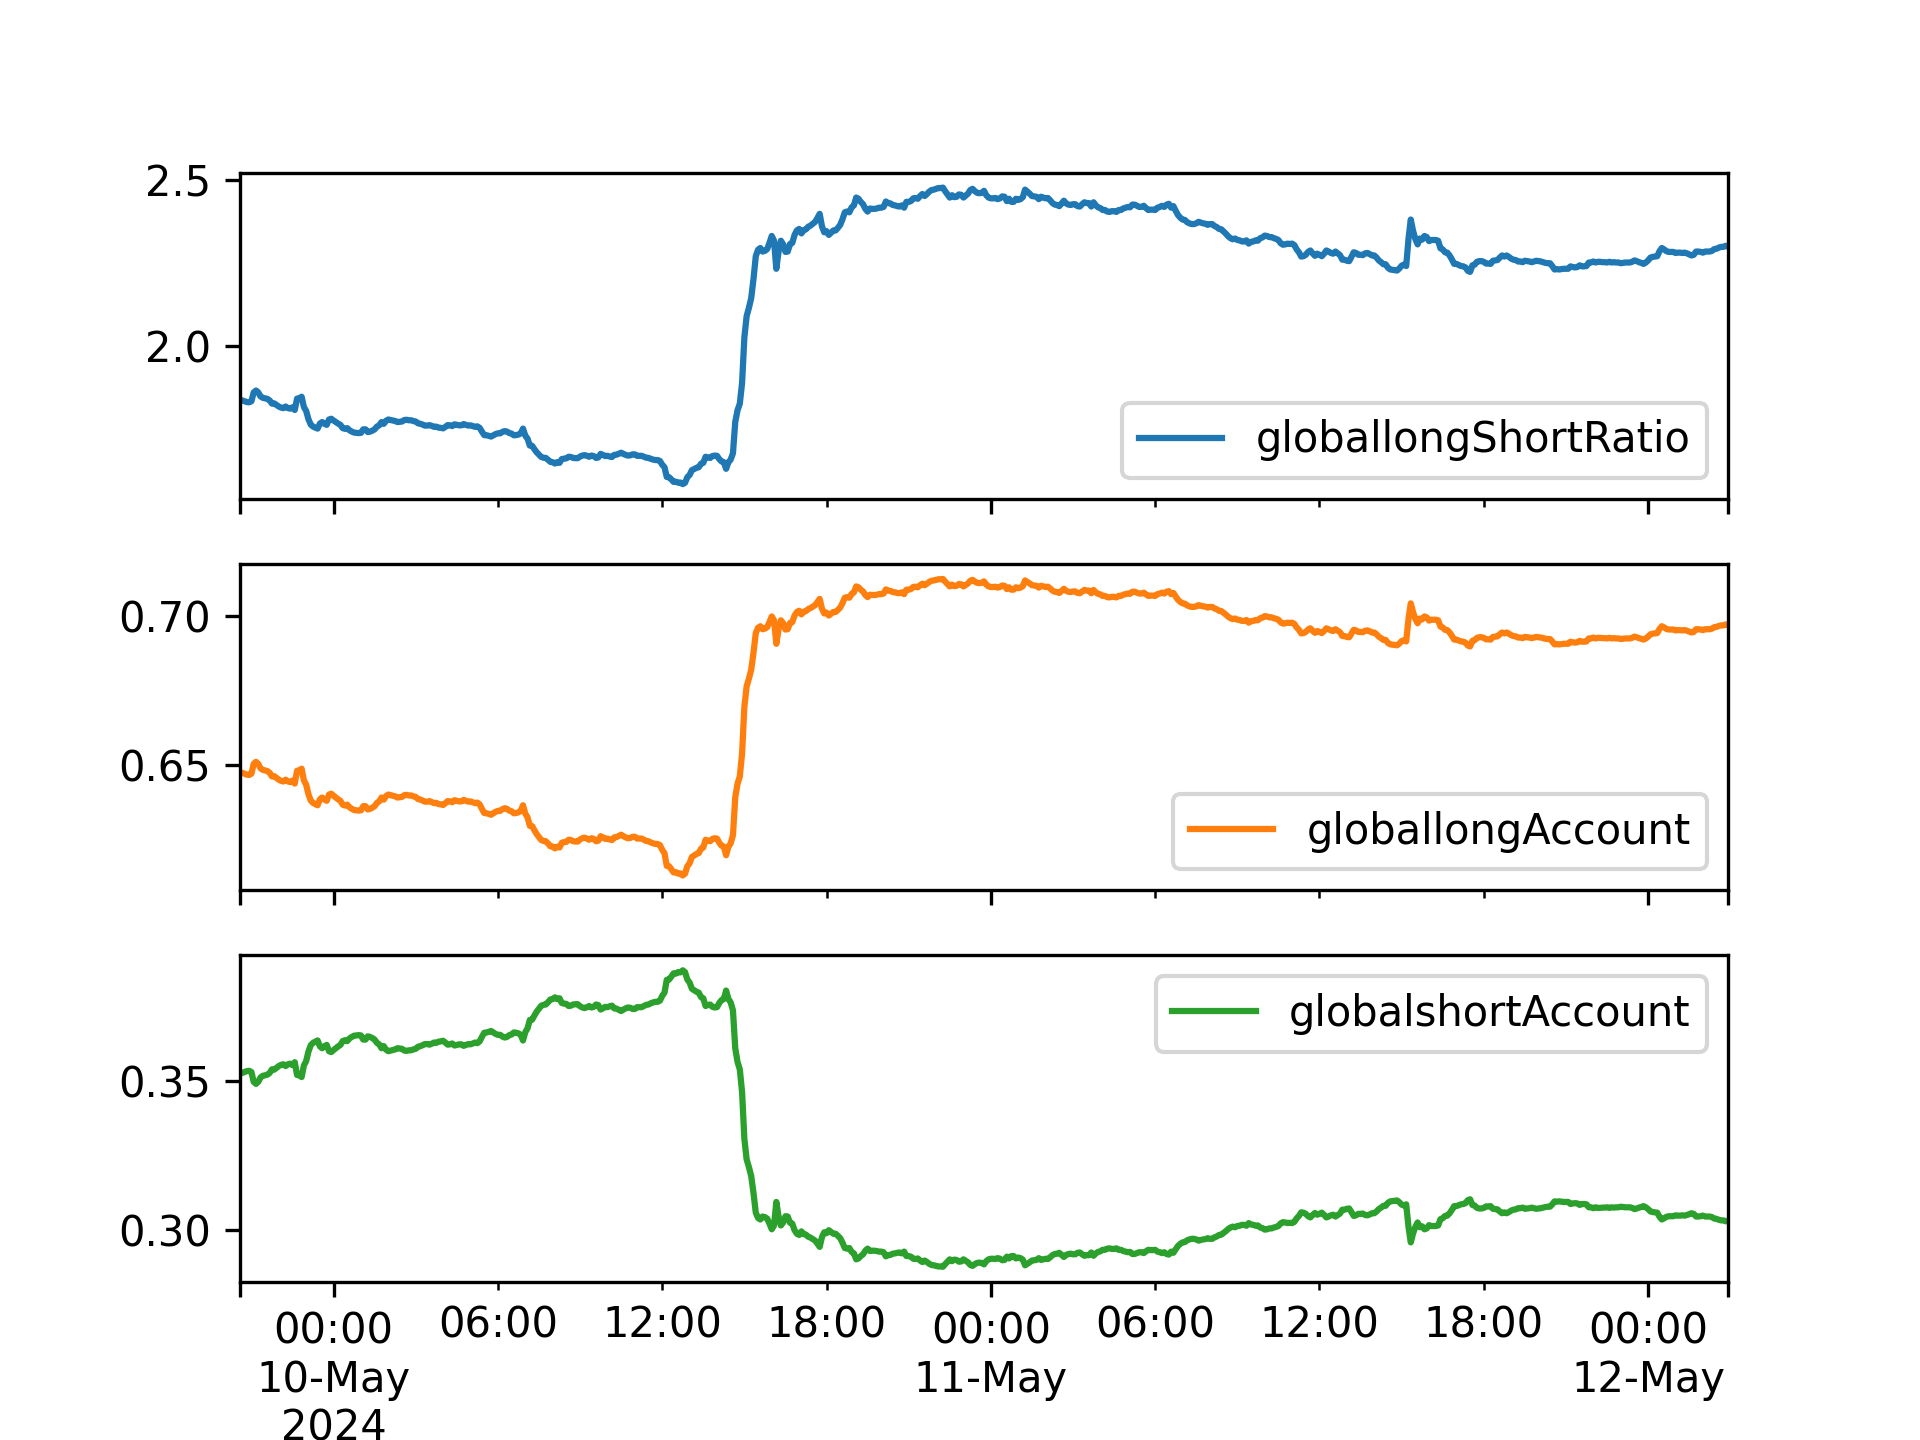 2.5
2.0
globallongShortRatio
0.70
0.65
globallongAccount
globalshortAccount
0.35
0.30
00:00 06:00 12:00 18:00 00:00 06:00 12:00 18:00 00:00
10-May 11-May 12-May
2024